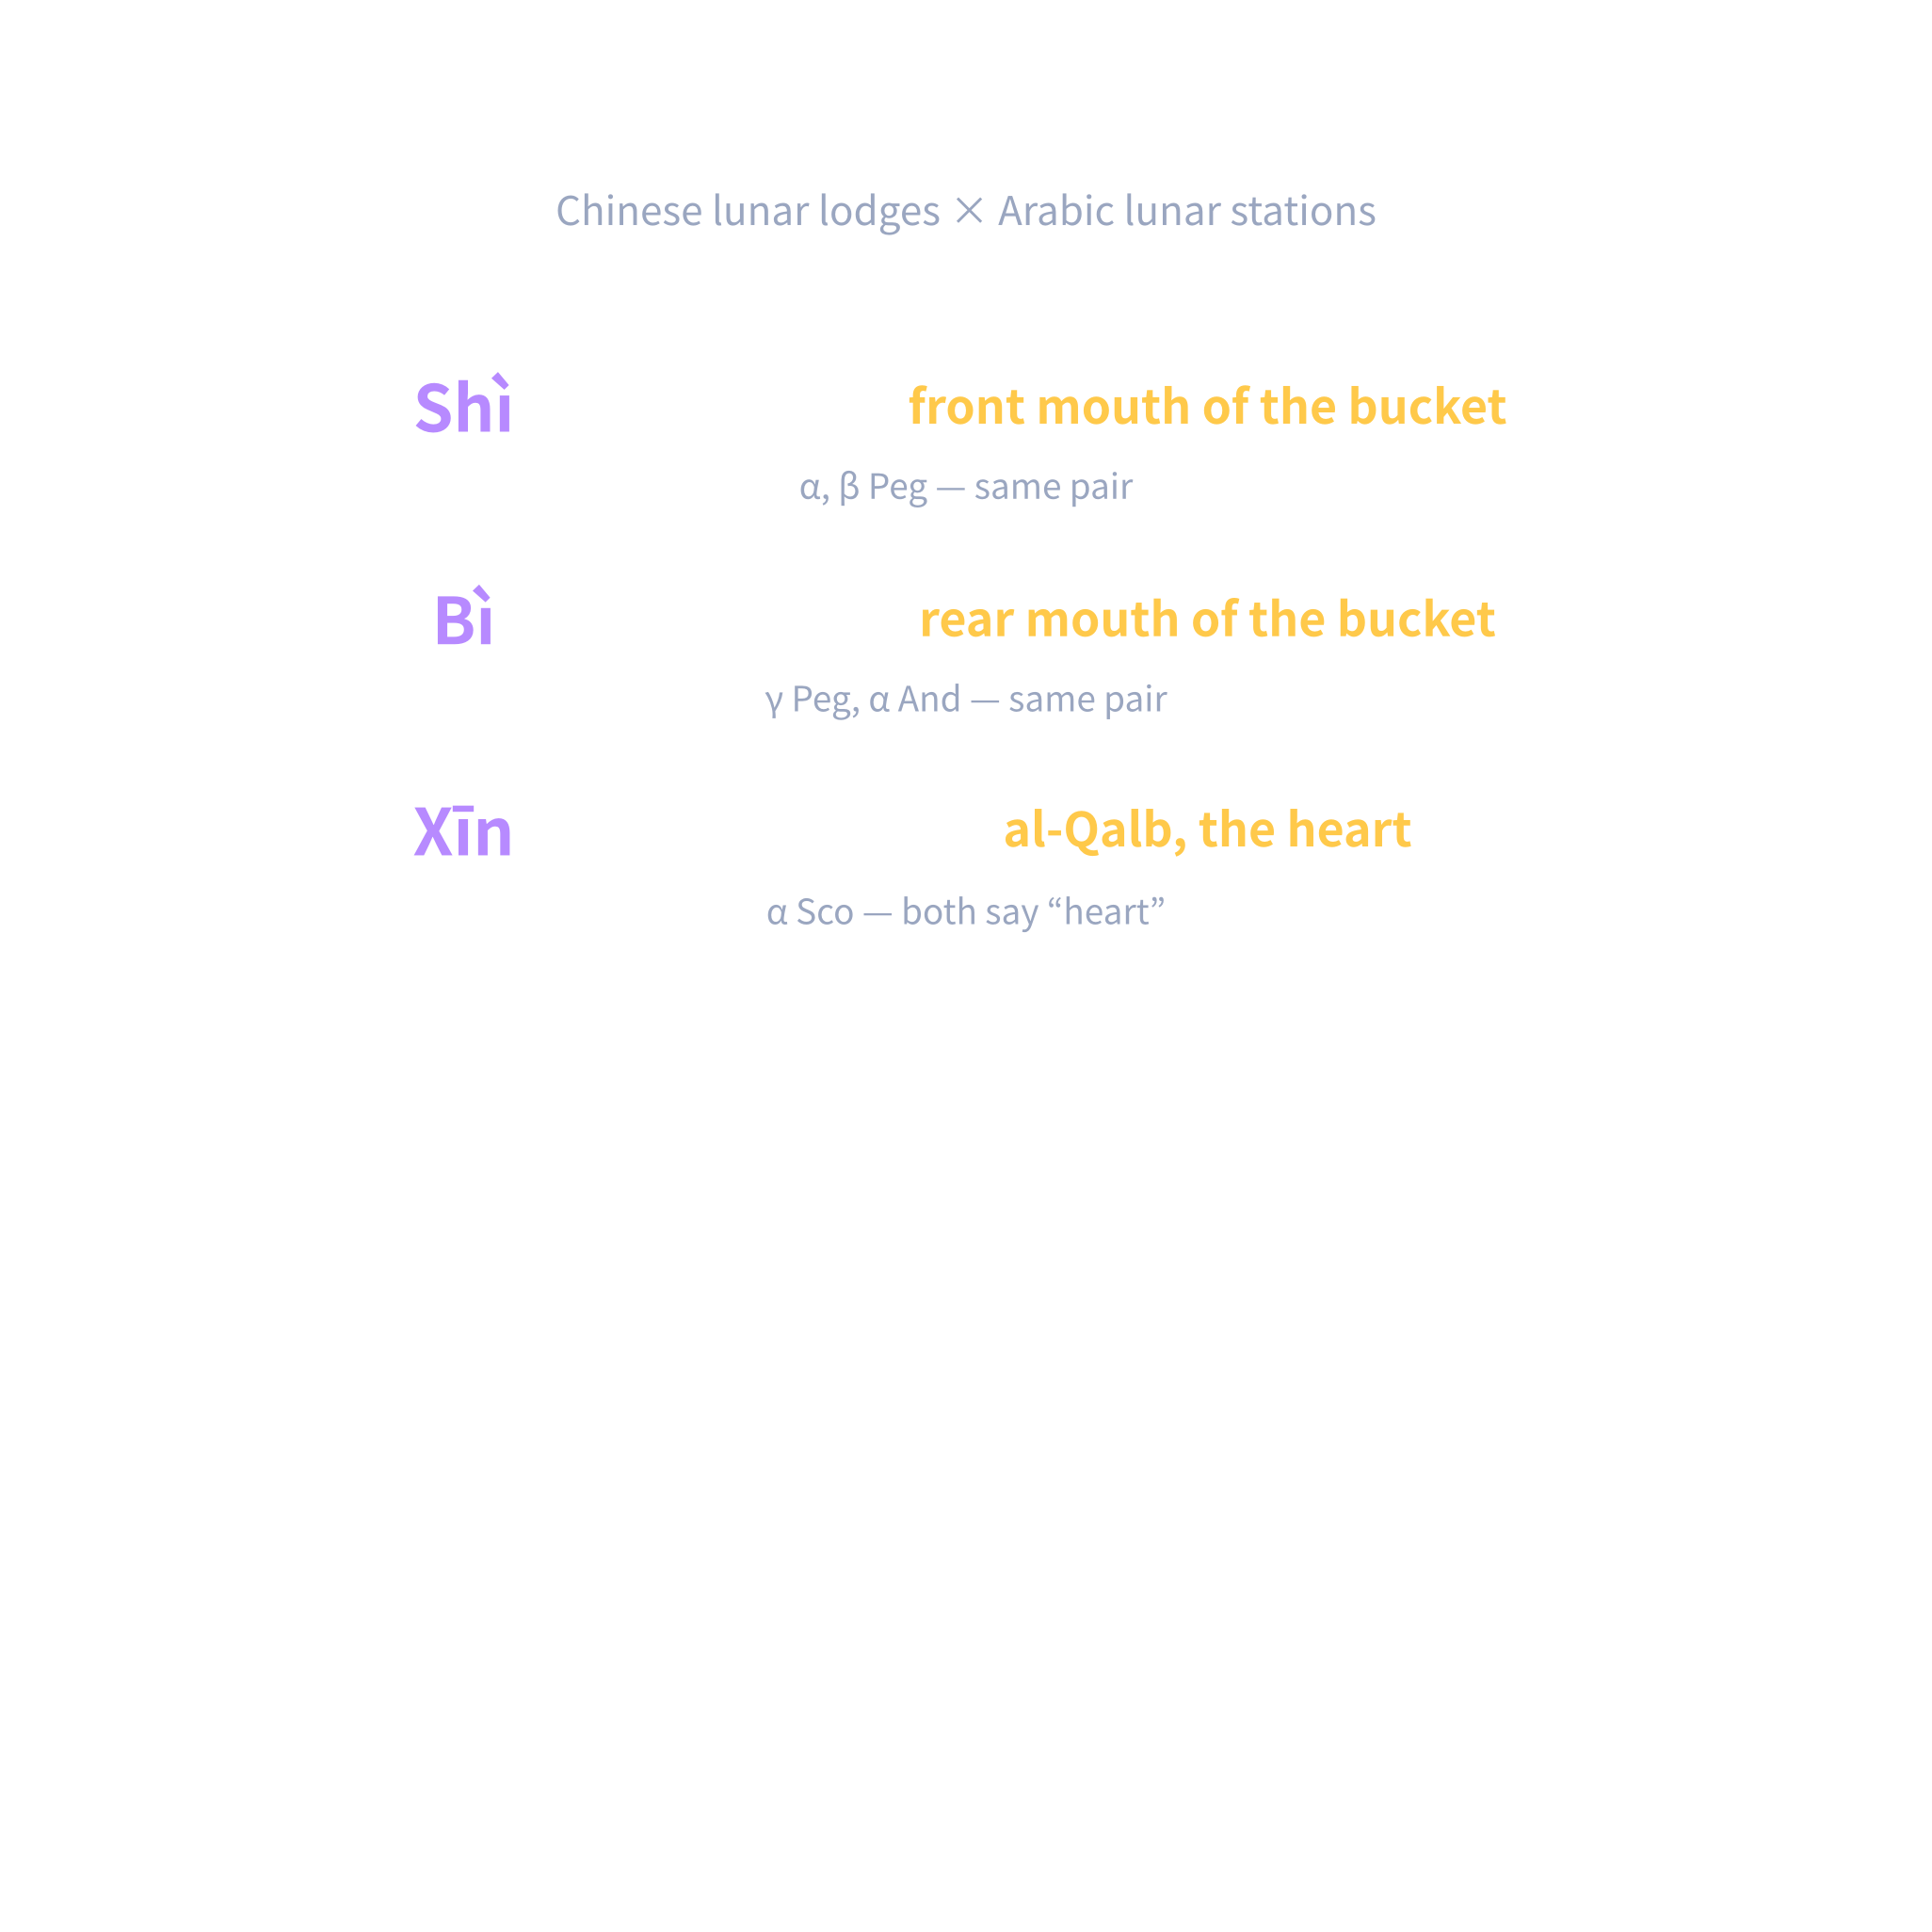 Chinese lunar lodges × Arabic lunar stations
Shì front mouth of the bucket
α, β Peg — same pair
Bì rear mouth of the bucket
γ Peg, α And — same pair
Xīn al-Qalb, the heart
α Sco — both say “heart”